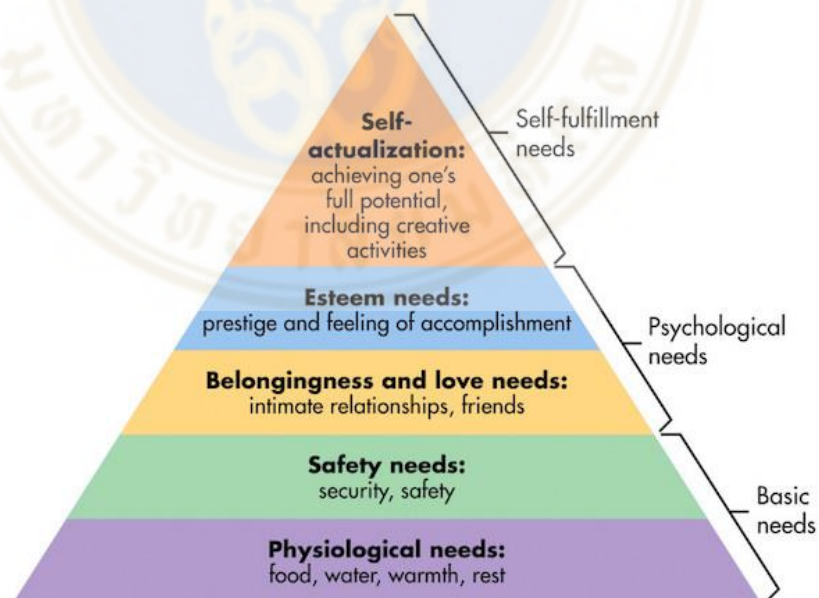 Self-
actualization:
achieving one's
full potential,
including creative
activities
Self-fulfillment
needs
Esteem needs:
prestige and feeling of accomplishment
Psychological
needs
Belongingness and love needs:
intimate relationships, friends
Safety needs:
security, safety
Basic
needs
Physiological needs:
food, water, warmth, rest